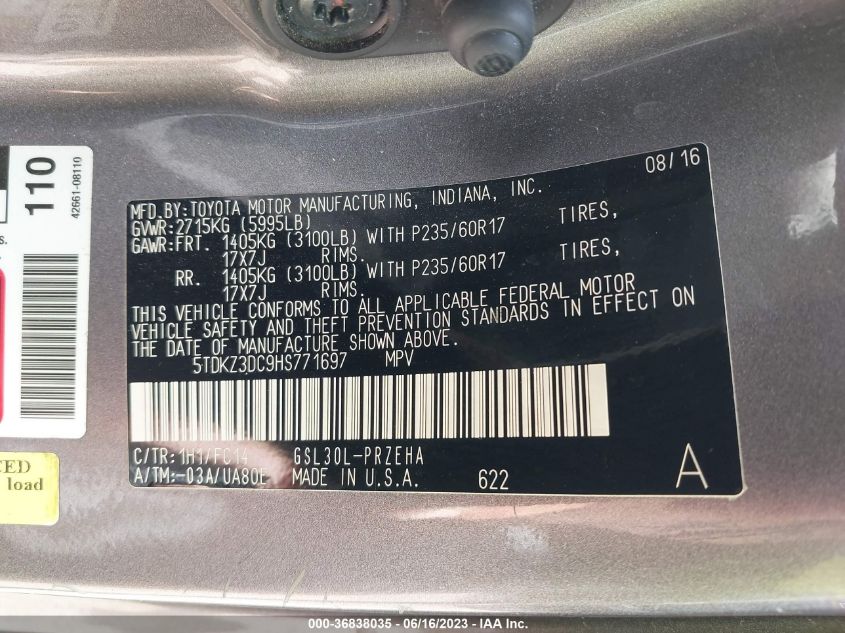 110
42661-08110
s.
CED
load
08/16
MFD.BY:TOYOTA MOTOR MANUFACTURING, INDIANA, INC.
GVWR:2715KG (5995LB)
GAWR:FRT. 1405KG (3100LB) WITH P235/60R17 TIRES,
17X7J RIMS.
RR. 1405KG (3100LB) WITH P235/60R17 TIRES,
17X7J RIMS.
THIS VEHICLE CONFORMS TO ALL APPLICABLE FEDERAL MOTOR
VEHICLE SAFETY AND THEFT PREVENTION STANDARDS IN EFFECT ON
THE DATE OF MANUFACTURE SHOWN ABOVE.
5TDKZ3DC9HS771697 MPV
C/TR:1H1/FC14 GSL30L-PRZEHA
A/TM:-03A/UA80E MADE IN U.S.A. 622
A
000-36838035 - 06/16/2023 - IAAI.com